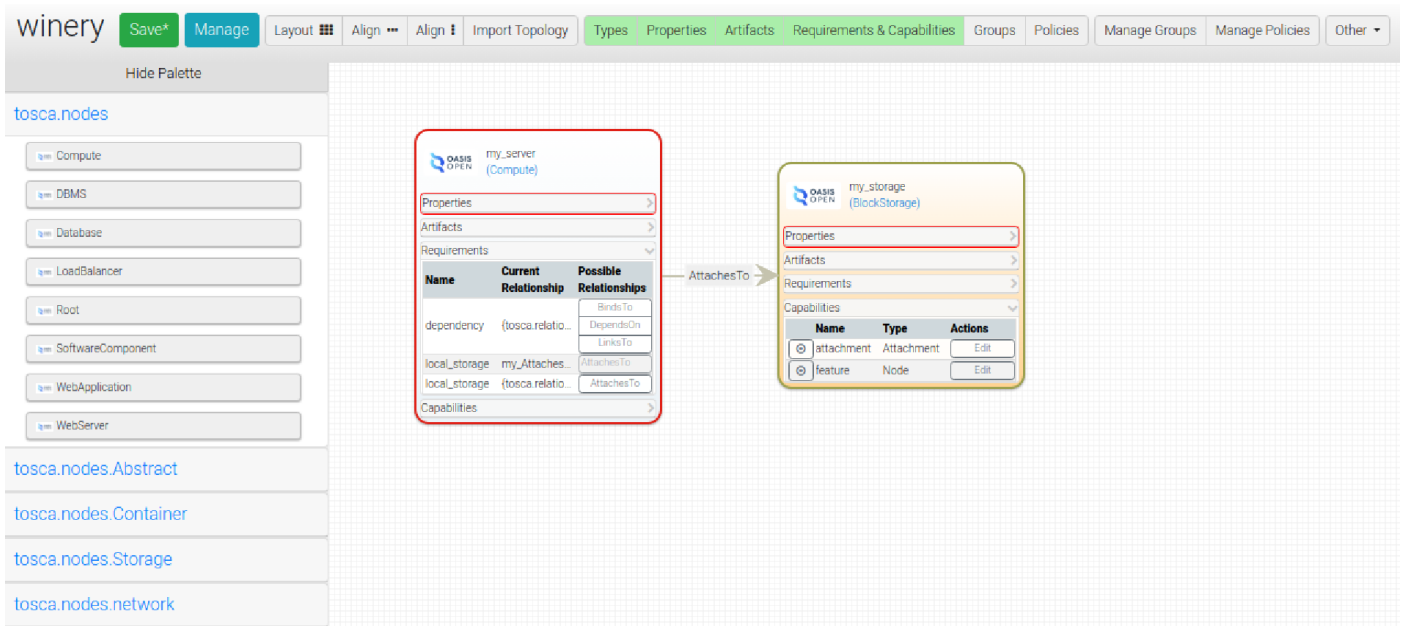 winery Save* Manage Layout Align Align Import Topology Types Properties Artifacts Requirements & Capabilities Groups Policies Manage Groups Manage Policies Other
Hide Palette
tosca.nodes
Compute
DBMS
Database
LoadBalancer
Root
SoftwareComponent
WebApplication
WebServer
tosca.nodes.Abstract
tosca.nodes.Container
tosca.nodes.Storage
tosca.nodes.network
OASIS OPEN
my_server
(Compute)
Properties
Artifacts
Requirements
Name Current Relationship Possible Relationships
dependency {tosca.relatio... BindsTo
DependsOn
LinksTo
local_storage my_Attaches... AttachesTo
local_storage {tosca.relatio... AttachesTo
Capabilities
AttachesTo
OASIS OPEN
my_storage
(BlockStorage)
Properties
Artifacts
Requirements
Capabilities
Name Type Actions
attachment Attachment Edit
feature Node Edit